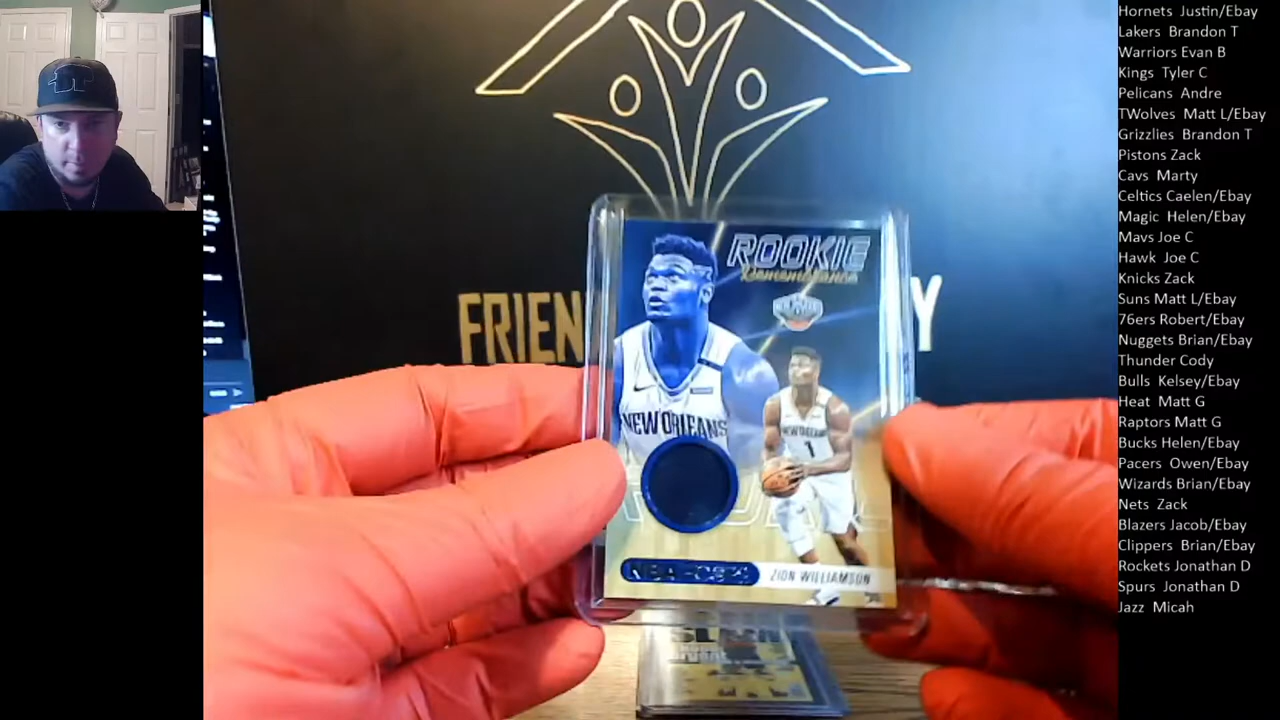 FRIEN
Y
ROOKIE
Remembrance
NEW ORLEANS
1
NBA HOOPS
ZION WILLIAMSON
Hornets Justin/Ebay
Lakers Brandon T
Warriors Evan B
Kings Tyler C
Pelicans Andre
TWolves Matt L/Ebay
Grizzlies Brandon T
Pistons Zack
Cavs Marty
Celtics Caelen/Ebay
Magic Helen/Ebay
Mavs Joe C
Hawk Joe C
Knicks Zack
Suns Matt L/Ebay
76ers Robert/Ebay
Nuggets Brian/Ebay
Thunder Cody
Bulls Kelsey/Ebay
Heat Matt G
Raptors Matt G
Bucks Helen/Ebay
Pacers Owen/Ebay
Wizards Brian/Ebay
Nets Zack
Blazers Jacob/Ebay
Clippers Brian/Ebay
Rockets Jonathan D
Spurs Jonathan D
Jazz Micah